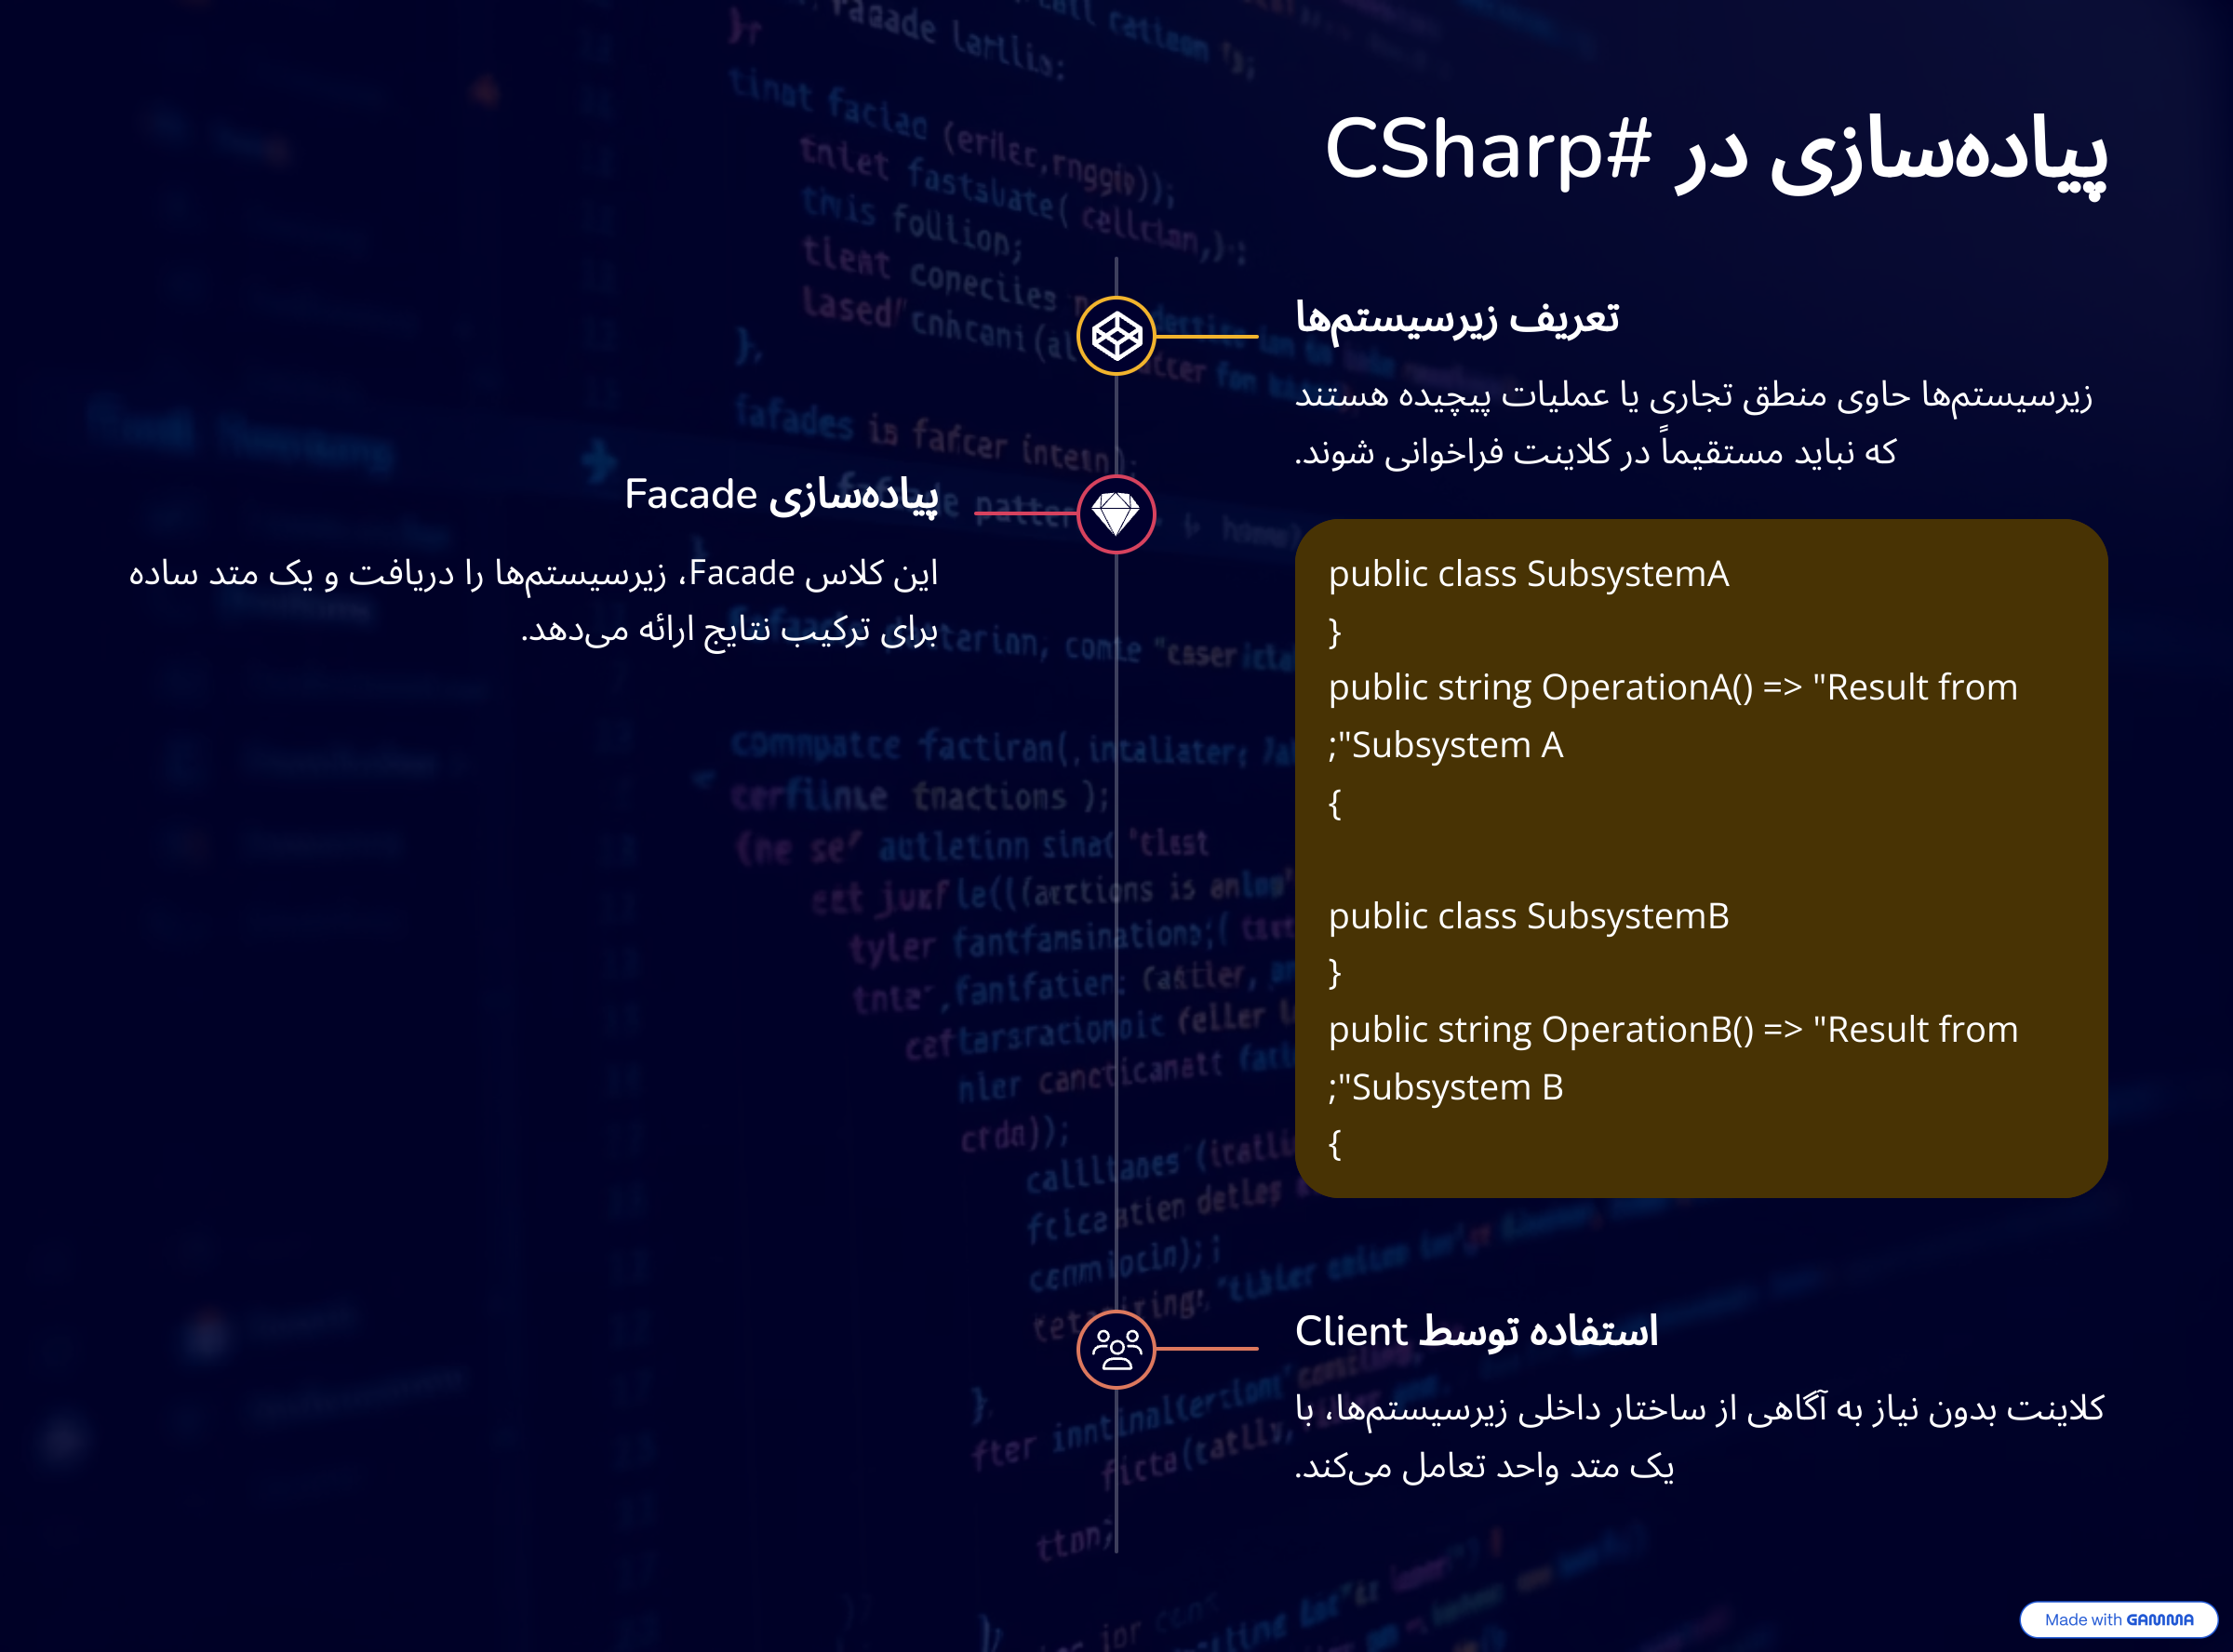 پیاده‌سازی در #CSharp
تعریف زیرسیستم‌ها
زیرسیستم‌ها حاوی منطق تجاری یا عملیات پیچیده هستند
که نباید مستقیماً در کلاینت فراخوانی شوند.
public class SubsystemA
}
public string OperationA() => "Result from
;"Subsystem A
{
public class SubsystemB
}
public string OperationB() => "Result from
;"Subsystem B
{
پیاده‌سازی Facade
این کلاس Facade، زیرسیستم‌ها را دریافت و یک متد ساده
برای ترکیب نتایج ارائه می‌دهد.
استفاده توسط Client
کلاینت بدون نیاز به آگاهی از ساختار داخلی زیرسیستم‌ها، با
یک متد واحد تعامل می‌کند.
Made with GAMMA